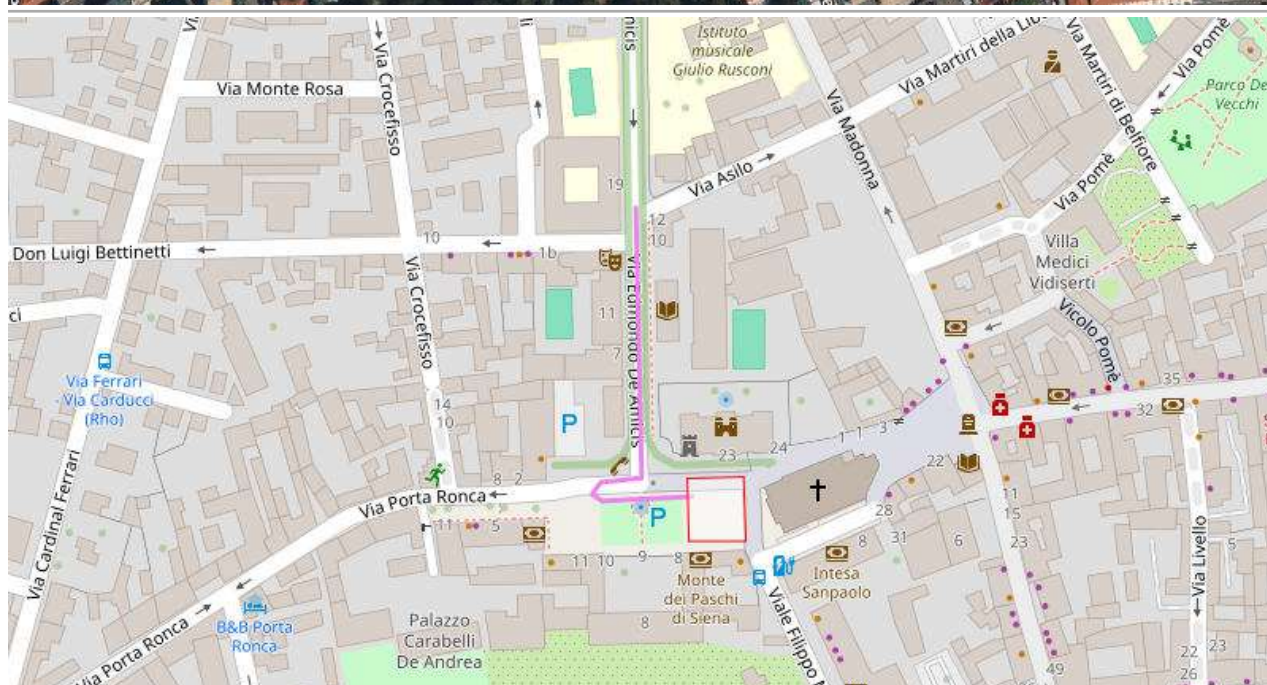 Istituto
musicale
Giulio Rusconi
Via Martiri della
Via Martiri di Belfiore
Via Pomè
Parco De
Vecchi
Via Monte Rosa
Via Crocefisso
Via Madonna
Via Asilo
19
12
10
Via Pomè
Villa
Medici
Vidiserti
Don Luigi Bettinetti
10
1b
Via Crocefisso
Via Edmondo De Amicis
11
7
Vicolo Pomè
ci
Via Ferrari
- Via Carducci
(Rho)
14
10
P
35
32
1
1
3
23
24
22
8
2
Via Cardinal Ferrari
Via Porta Ronca
P
11
5
11
10
9
8
28
31
8
6
11
15
23
Via Livello
5
Monte
dei Paschi
di Siena
Intesa
Sanpaolo
B&B Porta
Ronca
Palazzo
Carabelli
De Andrea
8
Viale Filippo
Via Porta Ronca
49
22
23
26